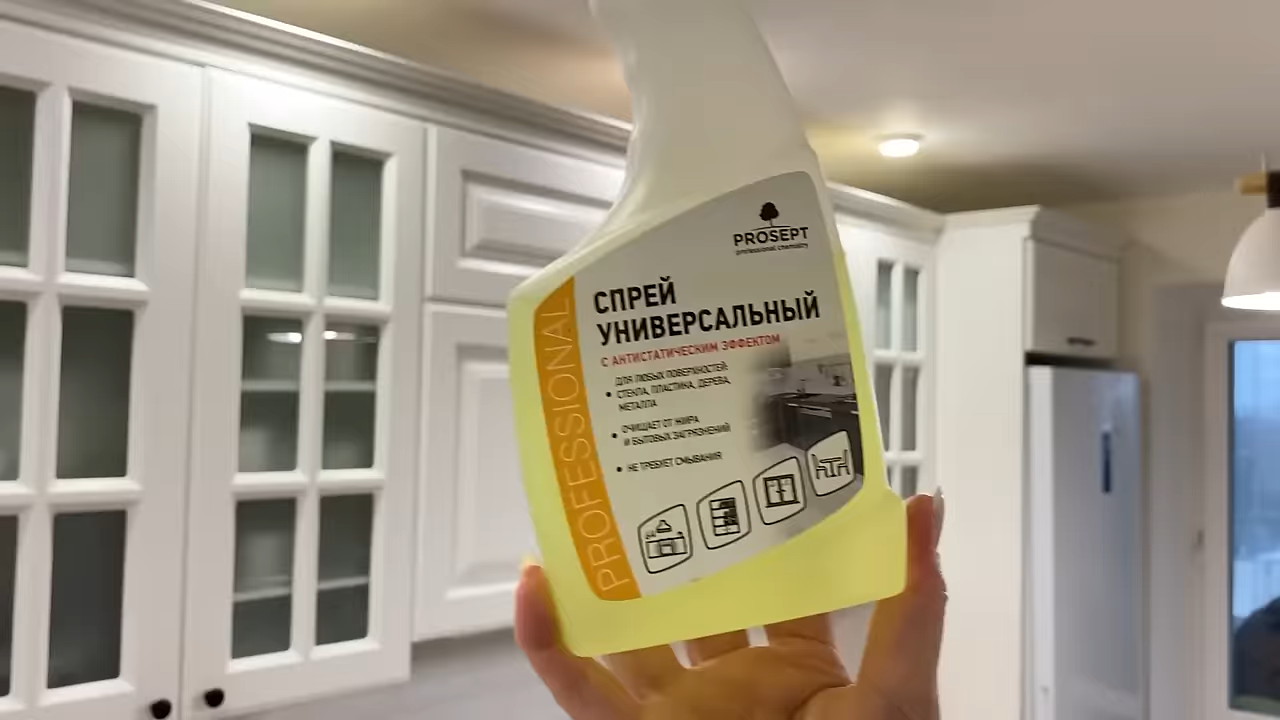 PROSEPT
professional chemistry
СПРЕЙ
УНИВЕРСАЛЬНЫЙ
С АНТИСТАТИЧЕСКИМ ЭФФЕКТОМ
• ДЛЯ ЛЮБЫХ ПОВЕРХНОСТЕЙ:
СТЕКЛА, ПЛАСТИКА, ДЕРЕВА,
МЕТАЛЛА
• ОЧИЩАЕТ ОТ ЖИРА
И БЫТОВЫХ ЗАГРЯЗНЕНИЙ
• НЕ ТРЕБУЕТ СМЫВАНИЯ
PROFESSIONAL